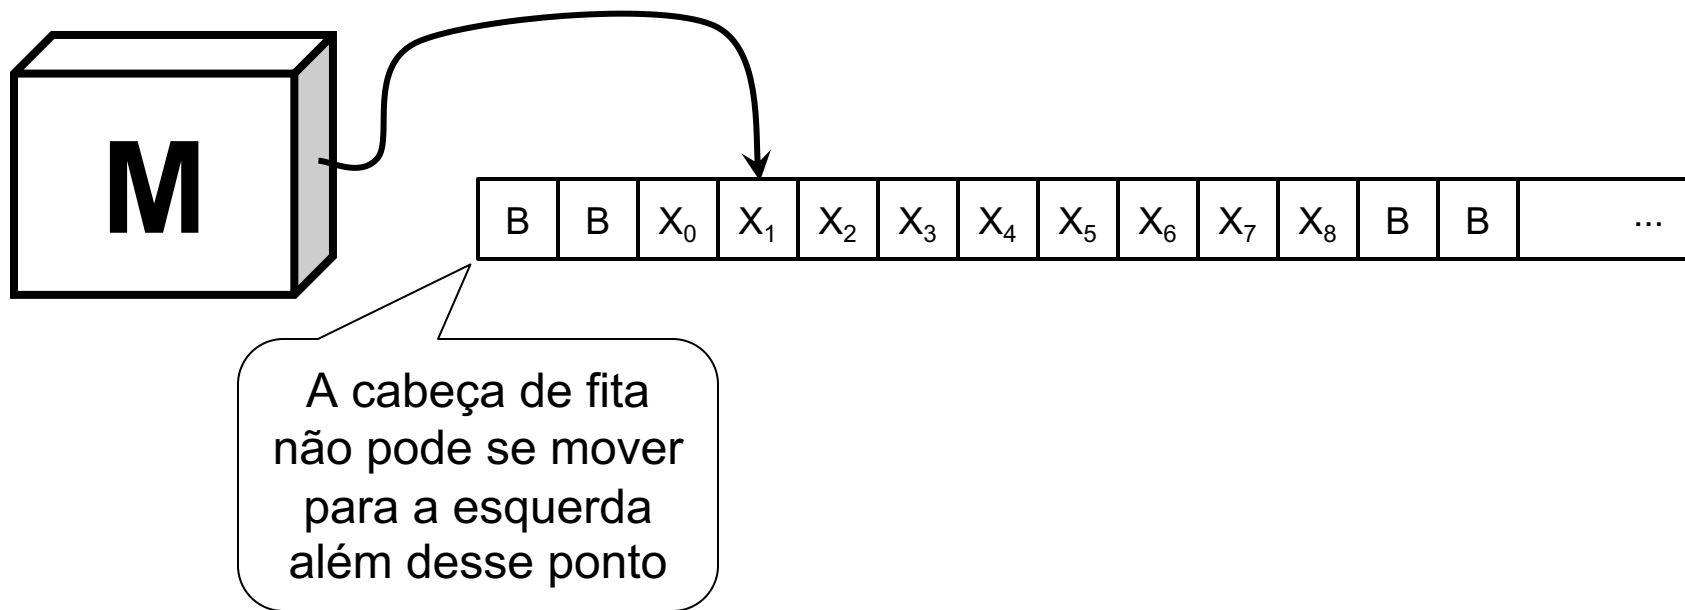 M
B B X₀ X₁ X₂ X₃ X₄ X₅ X₆ X₇ X₈ B B ...
A cabeça de fita
não pode se mover
para a esquerda
além desse ponto